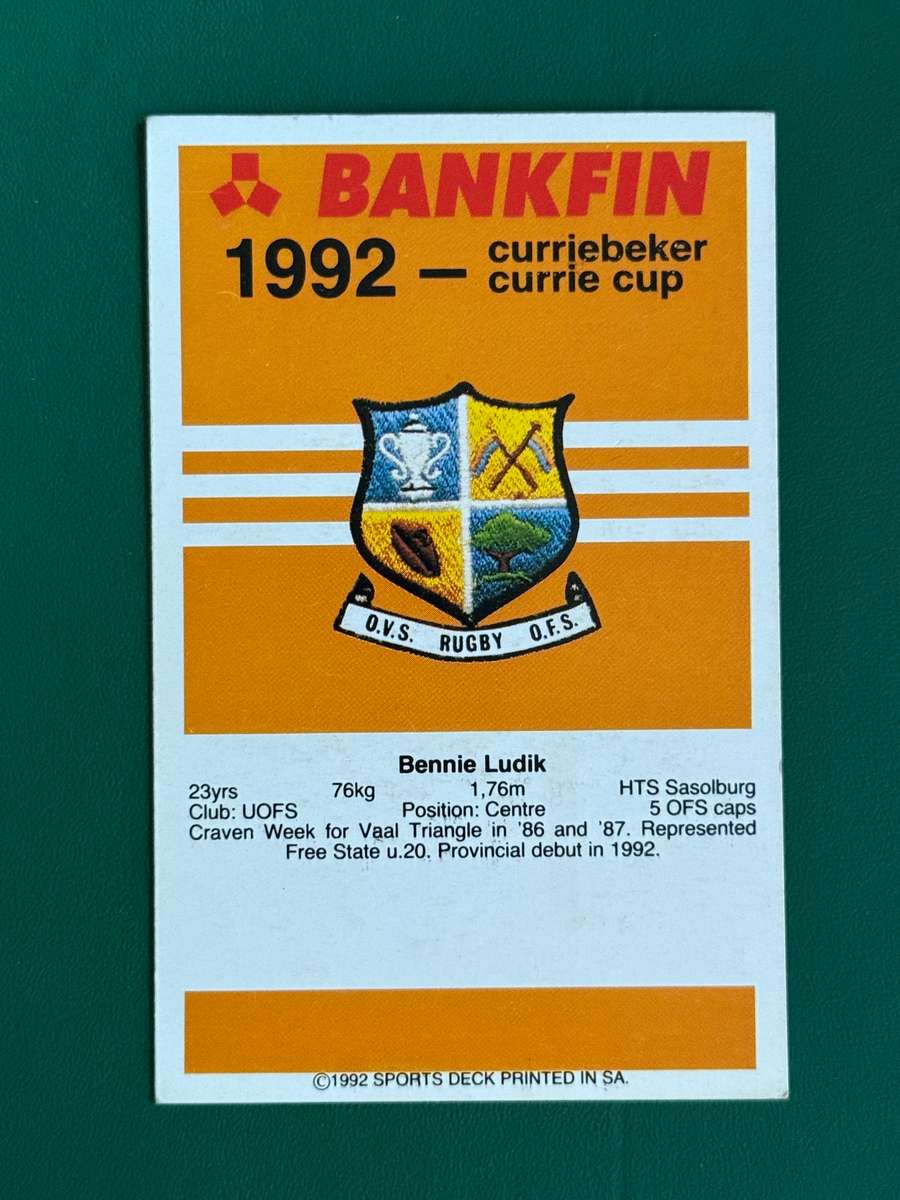 BANKFIN
1992 – curriebeker
currie cup
O.V.S. RUGBY O.F.S.
Bennie Ludik
23yrs 76kg 1,76m HTS Sasolburg
Club: UOFS Position: Centre 5 OFS caps
Craven Week for Vaal Triangle in '86 and '87. Represented
Free State u.20. Provincial debut in 1992.
©1992 SPORTS DECK PRINTED IN SA.